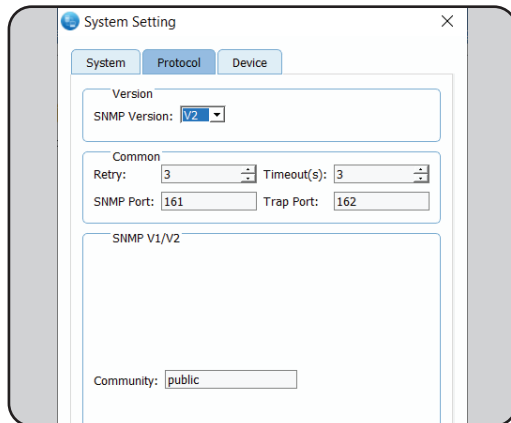 System Setting
System Protocol Device
Version
SNMP Version: V2
Common
Retry: 3 Timeout(s): 3
SNMP Port: 161 Trap Port: 162
SNMP V1/V2
Community: public